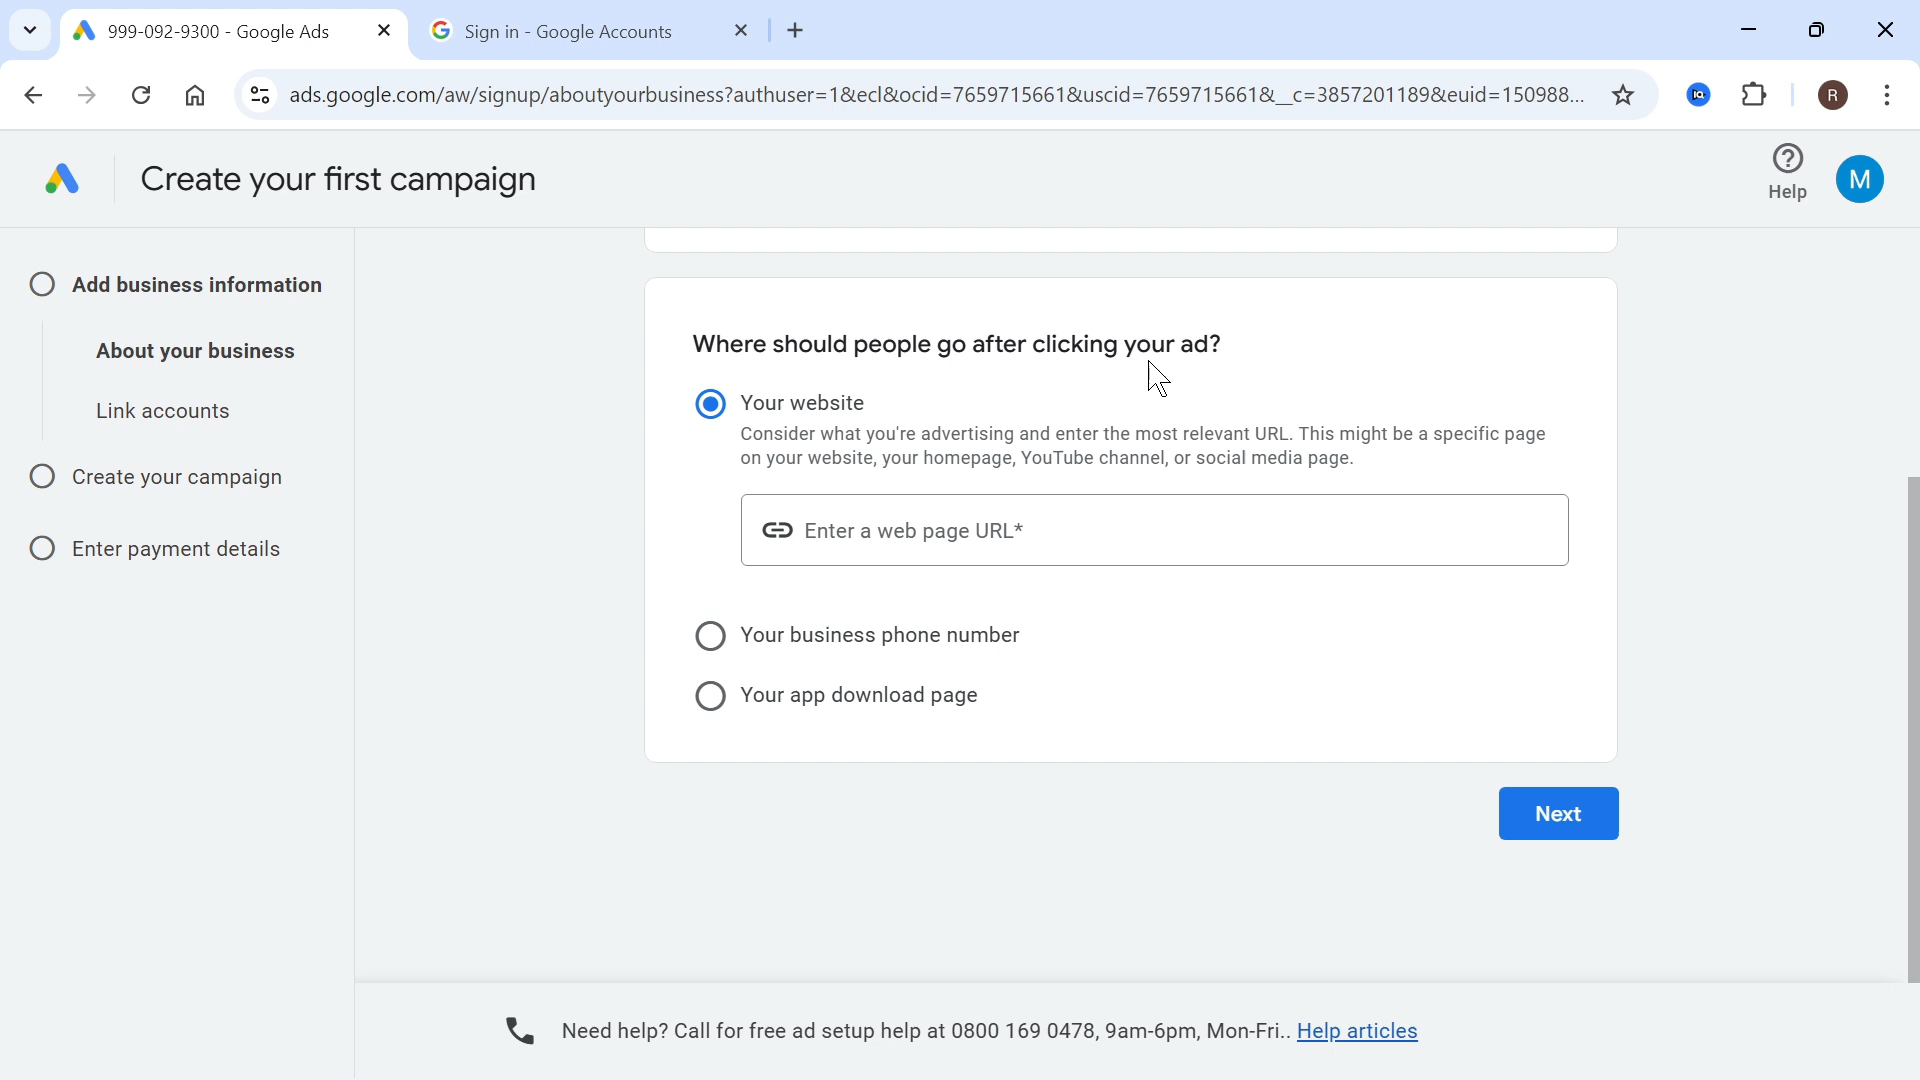 999-092-9300 - Google Ads
Sign in - Google Accounts
ads.google.com/aw/signup/aboutyourbusiness?authuser=1&ecl&ocid=7659715661&uscid=7659715661&__c=3857201189&euid=150988...
R
Create your first campaign
Help
M
Add business information
About your business
Link accounts
Create your campaign
Enter payment details
Where should people go after clicking your ad?
Your website
Consider what you're advertising and enter the most relevant URL. This might be a specific page
on your website, your homepage, YouTube channel, or social media page.
Enter a web page URL*
Your business phone number
Your app download page
Next
Need help? Call for free ad setup help at 0800 169 0478, 9am-6pm, Mon-Fri.. Help articles